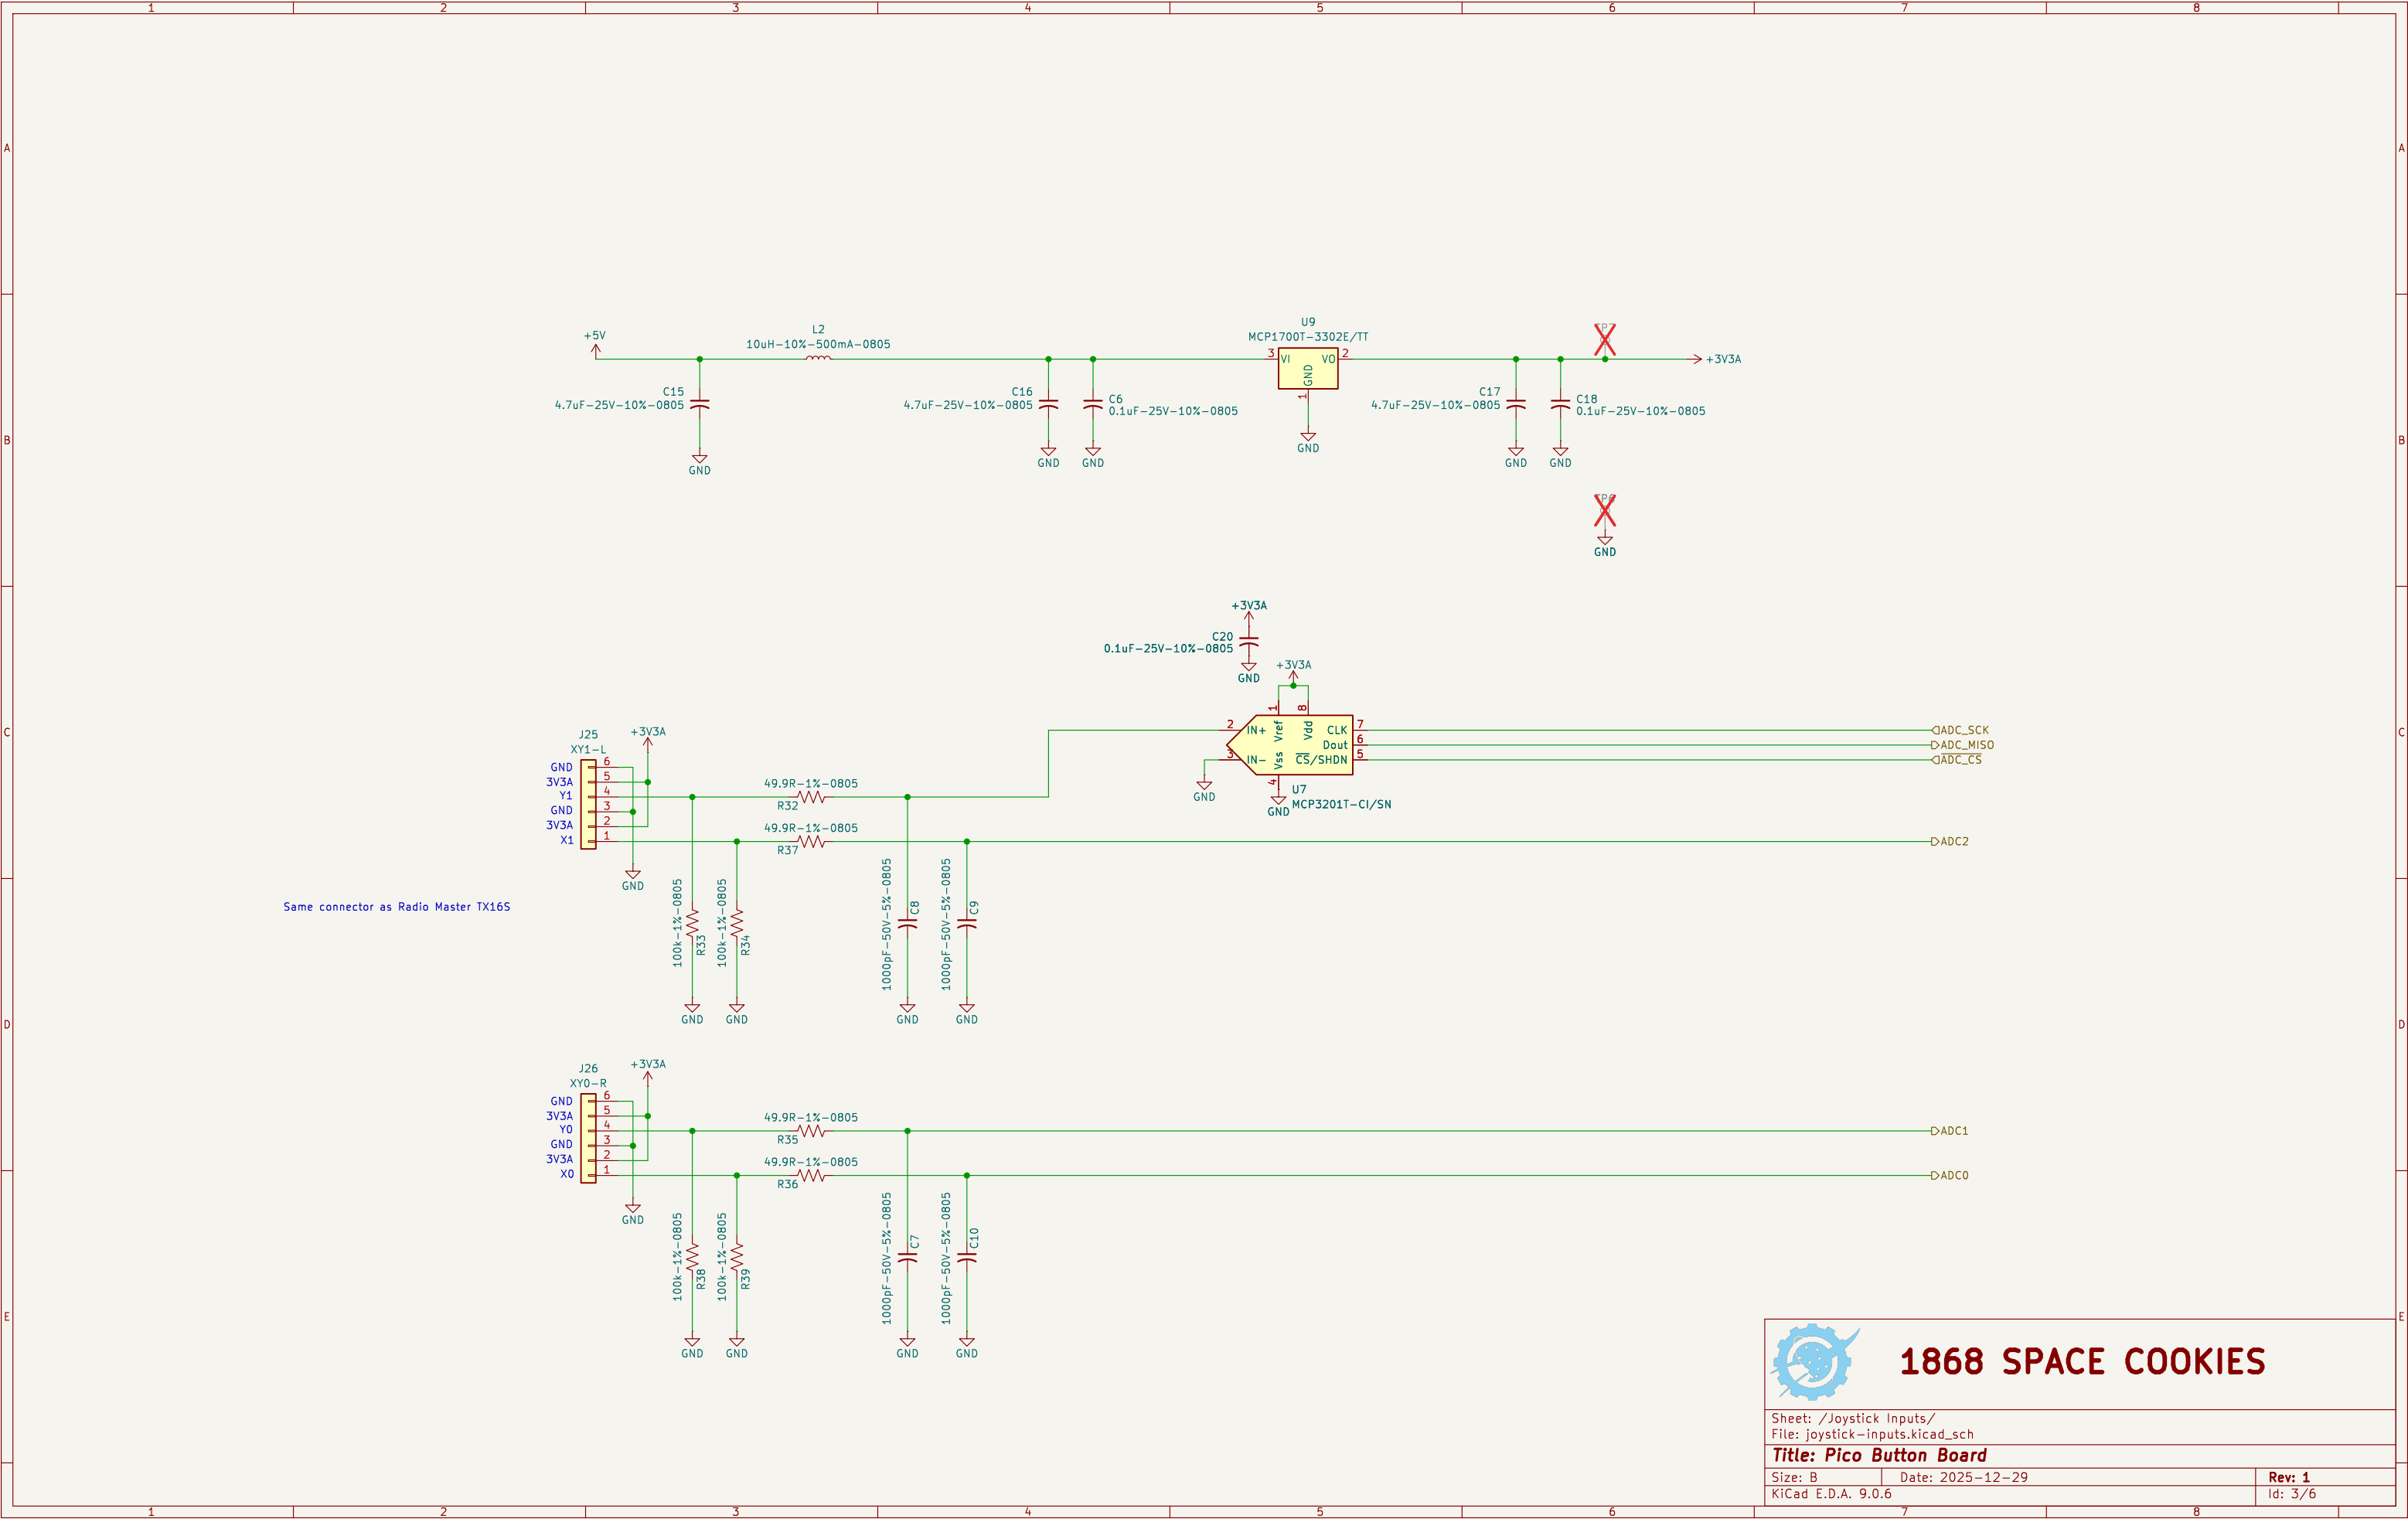 1 2 3 4 5 6 7 8
A A
B B
C C
D D
E E
+5V
L2
10uH-10%-500mA-0805
C15
4.7uF-25V-10%-0805
GND
C16
4.7uF-25V-10%-0805
GND
C6
0.1uF-25V-10%-0805
GND
U9
MCP1700T-3302E/TT
3 VI VO 2
GND
1
GND
C17
4.7uF-25V-10%-0805
GND
C18
0.1uF-25V-10%-0805
GND
+3V3A
GND
+3V3A
C20
0.1uF-25V-10%-0805
GND
+3V3A
1 8
2 IN+ Vref Vdd CLK 7
Dout 6
3 IN- Vss CS/SHDN 5
4
GND
GND
U7
MCP3201T-CI/SN
ADC_SCK
ADC_MISO
ADC_CS
J25
XY1-L
+3V3A
GND 6
3V3A 5
Y1 4
GND 3
3V3A 2
X1 1
GND
49.9R-1%-0805
R32
49.9R-1%-0805
R37
ADC2
Same connector as Radio Master TX16S
100k-1%-0805
R33
GND
100k-1%-0805
R34
GND
1000pF-50V-5%-0805
C8
GND
1000pF-50V-5%-0805
C9
GND
J26
XY0-R
+3V3A
GND 6
3V3A 5
Y0 4
GND 3
3V3A 2
X0 1
GND
49.9R-1%-0805
R35
ADC1
49.9R-1%-0805
R36
ADC0
100k-1%-0805
R38
GND
100k-1%-0805
R39
GND
1000pF-50V-5%-0805
C7
GND
1000pF-50V-5%-0805
C10
GND
1868 SPACE COOKIES
Sheet: /Joystick Inputs/
File: joystick-inputs.kicad_sch
Title: Pico Button Board
Size: B Date: 2025-12-29 Rev: 1
KiCad E.D.A. 9.0.6 Id: 3/6
1 2 3 4 5 6 7 8